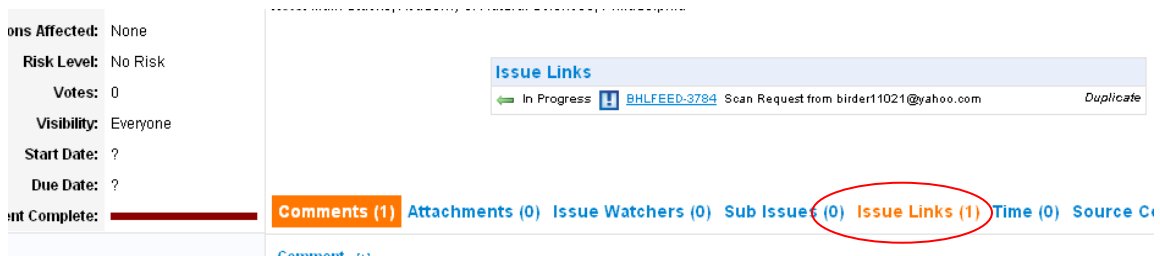 ons Affected: None
Risk Level: No Risk
Votes: 0
Visibility: Everyone
Start Date: ?
Due Date: ?
ent Complete:
Issue Links
In Progress BHLFEED-3784 Scan Request from birder11021@yahoo.com Duplicate
Comments (1) Attachments (0) Issue Watchers (0) Sub Issues (0) Issue Links (1) Time (0) Source Co
Comment